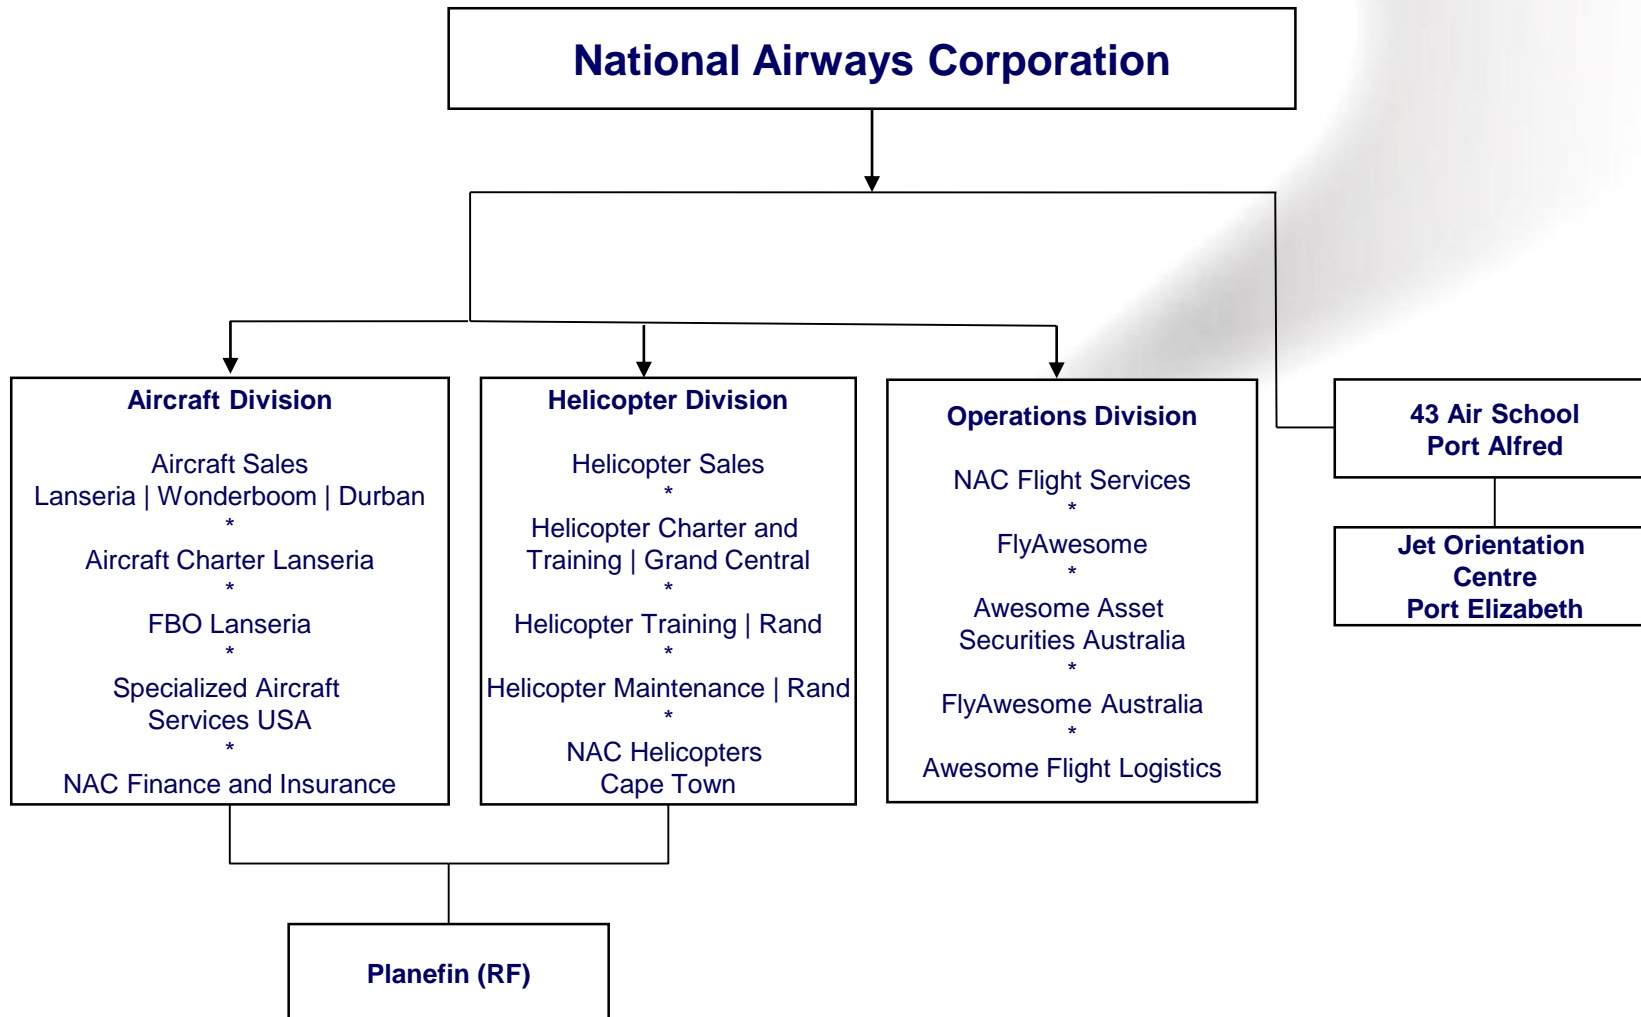 National Airways Corporation
Aircraft Division
Aircraft Sales
Lanseria | Wonderboom | Durban
*
Aircraft Charter Lanseria
*
FBO Lanseria
*
Specialized Aircraft
Services USA
*
NAC Finance and Insurance
Helicopter Division
Helicopter Sales
*
Helicopter Charter and
Training | Grand Central
*
Helicopter Training | Rand
*
Helicopter Maintenance | Rand
*
NAC Helicopters
Cape Town
Operations Division
NAC Flight Services
*
FlyAwesome
*
Awesome Asset
Securities Australia
*
FlyAwesome Australia
*
Awesome Flight Logistics
43 Air School
Port Alfred
Jet Orientation
Centre
Port Elizabeth
Planefin (RF)